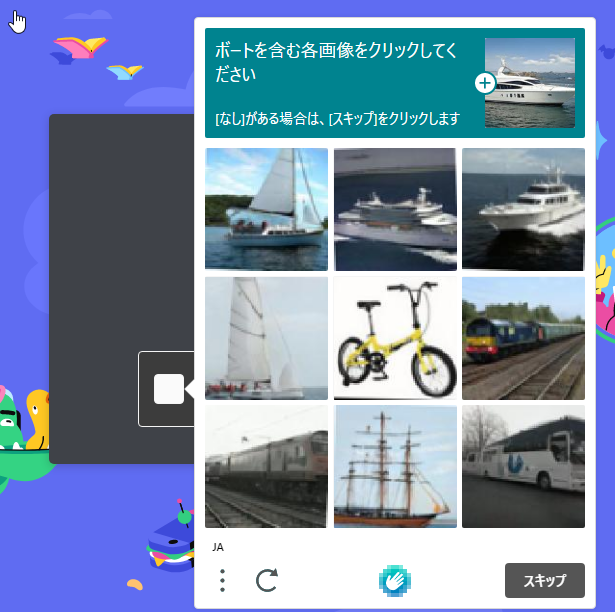 ボートを含む各画像をクリックしてく
ださい
[なし]がある場合は、[スキップ]をクリックします
JA
スキップ